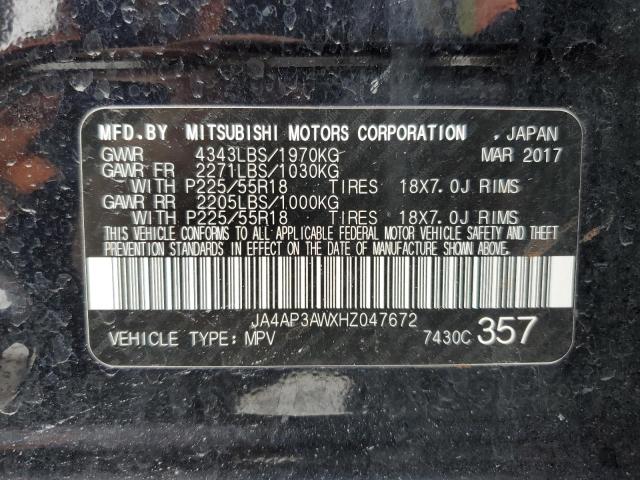 MFD.BY MITSUBISHI MOTORS CORPORATION , JAPAN
GVWR 4343LBS/1970KG MAR 2017
GAWR FR 2271LBS/1030KG
WITH P225/55R18 TIRES 18X7.0J RIMS
GAWR RR 2205LBS/1000KG
WITH P225/55R18 TIRES 18X7.0J RIMS
THIS VEHICLE CONFORMS TO ALL APPLICABLE FEDERAL MOTOR VEHICLE SAFETY AND THEFT
PREVENTION STANDARDS IN EFFECT ON THE DATE OF MANUFACTURE SHOWN ABOVE.
JA4AP3AWXHZ047672
VEHICLE TYPE: MPV 7430C 357